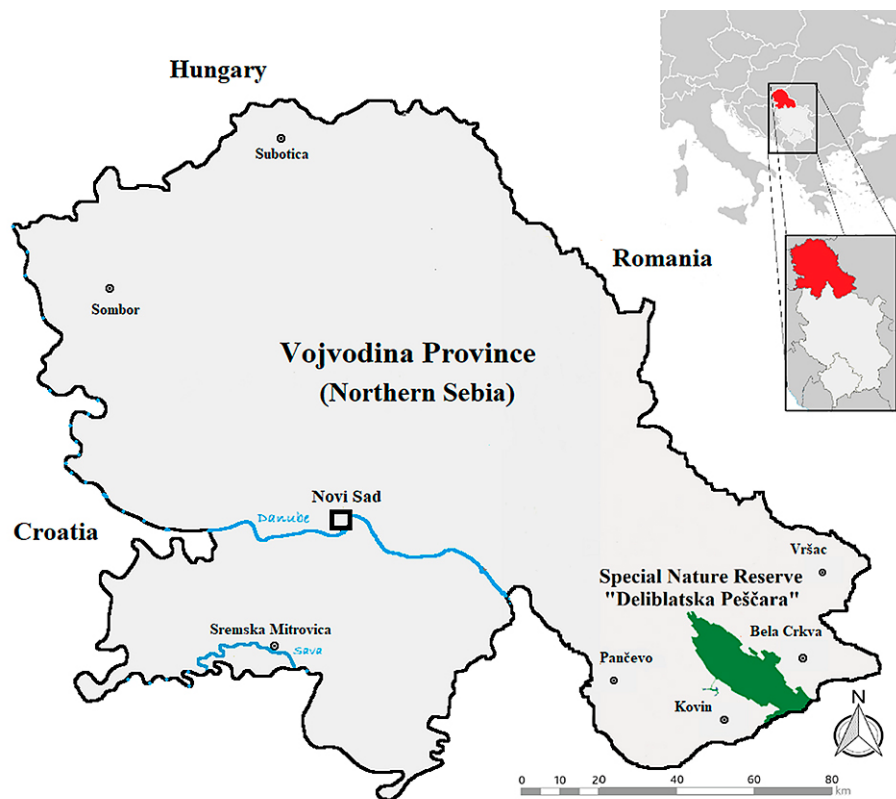 Hungary
Subotica
Romania
Sombor
Vojvodina Province
(Northern Sebia)
Novi Sad
Danube
Croatia
Vršac
Special Nature Reserve
"Deliblatska Peščara"
Sremska Mitrovica
Sava
Bela Crkva
Pančevo
Kovin
N
0 20 40 60 80
km